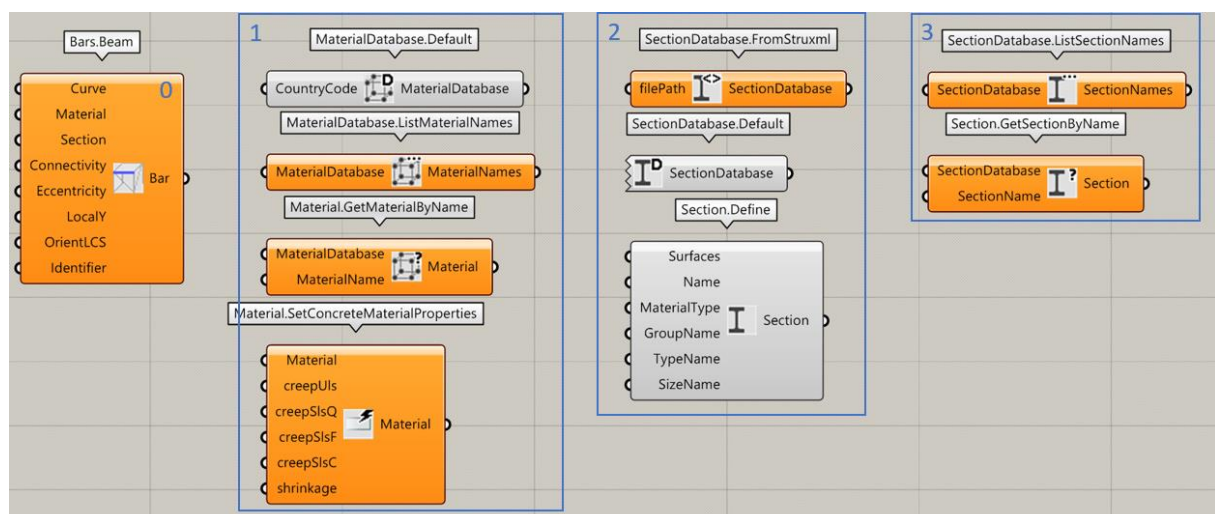 Bars.Beam
0
Curve
Material
Section
Connectivity
Eccentricity
LocalY
OrientLCS
Identifier
Bar
1
MaterialDatabase.Default
CountryCode D MaterialDatabase
MaterialDatabase.ListMaterialNames
MaterialDatabase MaterialNames
Material.GetMaterialByName
MaterialDatabase
MaterialName
? Material
Material.SetConcreteMaterialProperties
Material
creepUls
creepSlsQ
creepSlsF
creepSlsC
shrinkage
Material
2
SectionDatabase.FromStruxml
filePath <> SectionDatabase
SectionDatabase.Default
D SectionDatabase
Section.Define
Surfaces
Name
MaterialType
GroupName
TypeName
SizeName
Section
3
SectionDatabase.ListSectionNames
SectionDatabase SectionNames
Section.GetSectionByName
SectionDatabase
SectionName
? Section